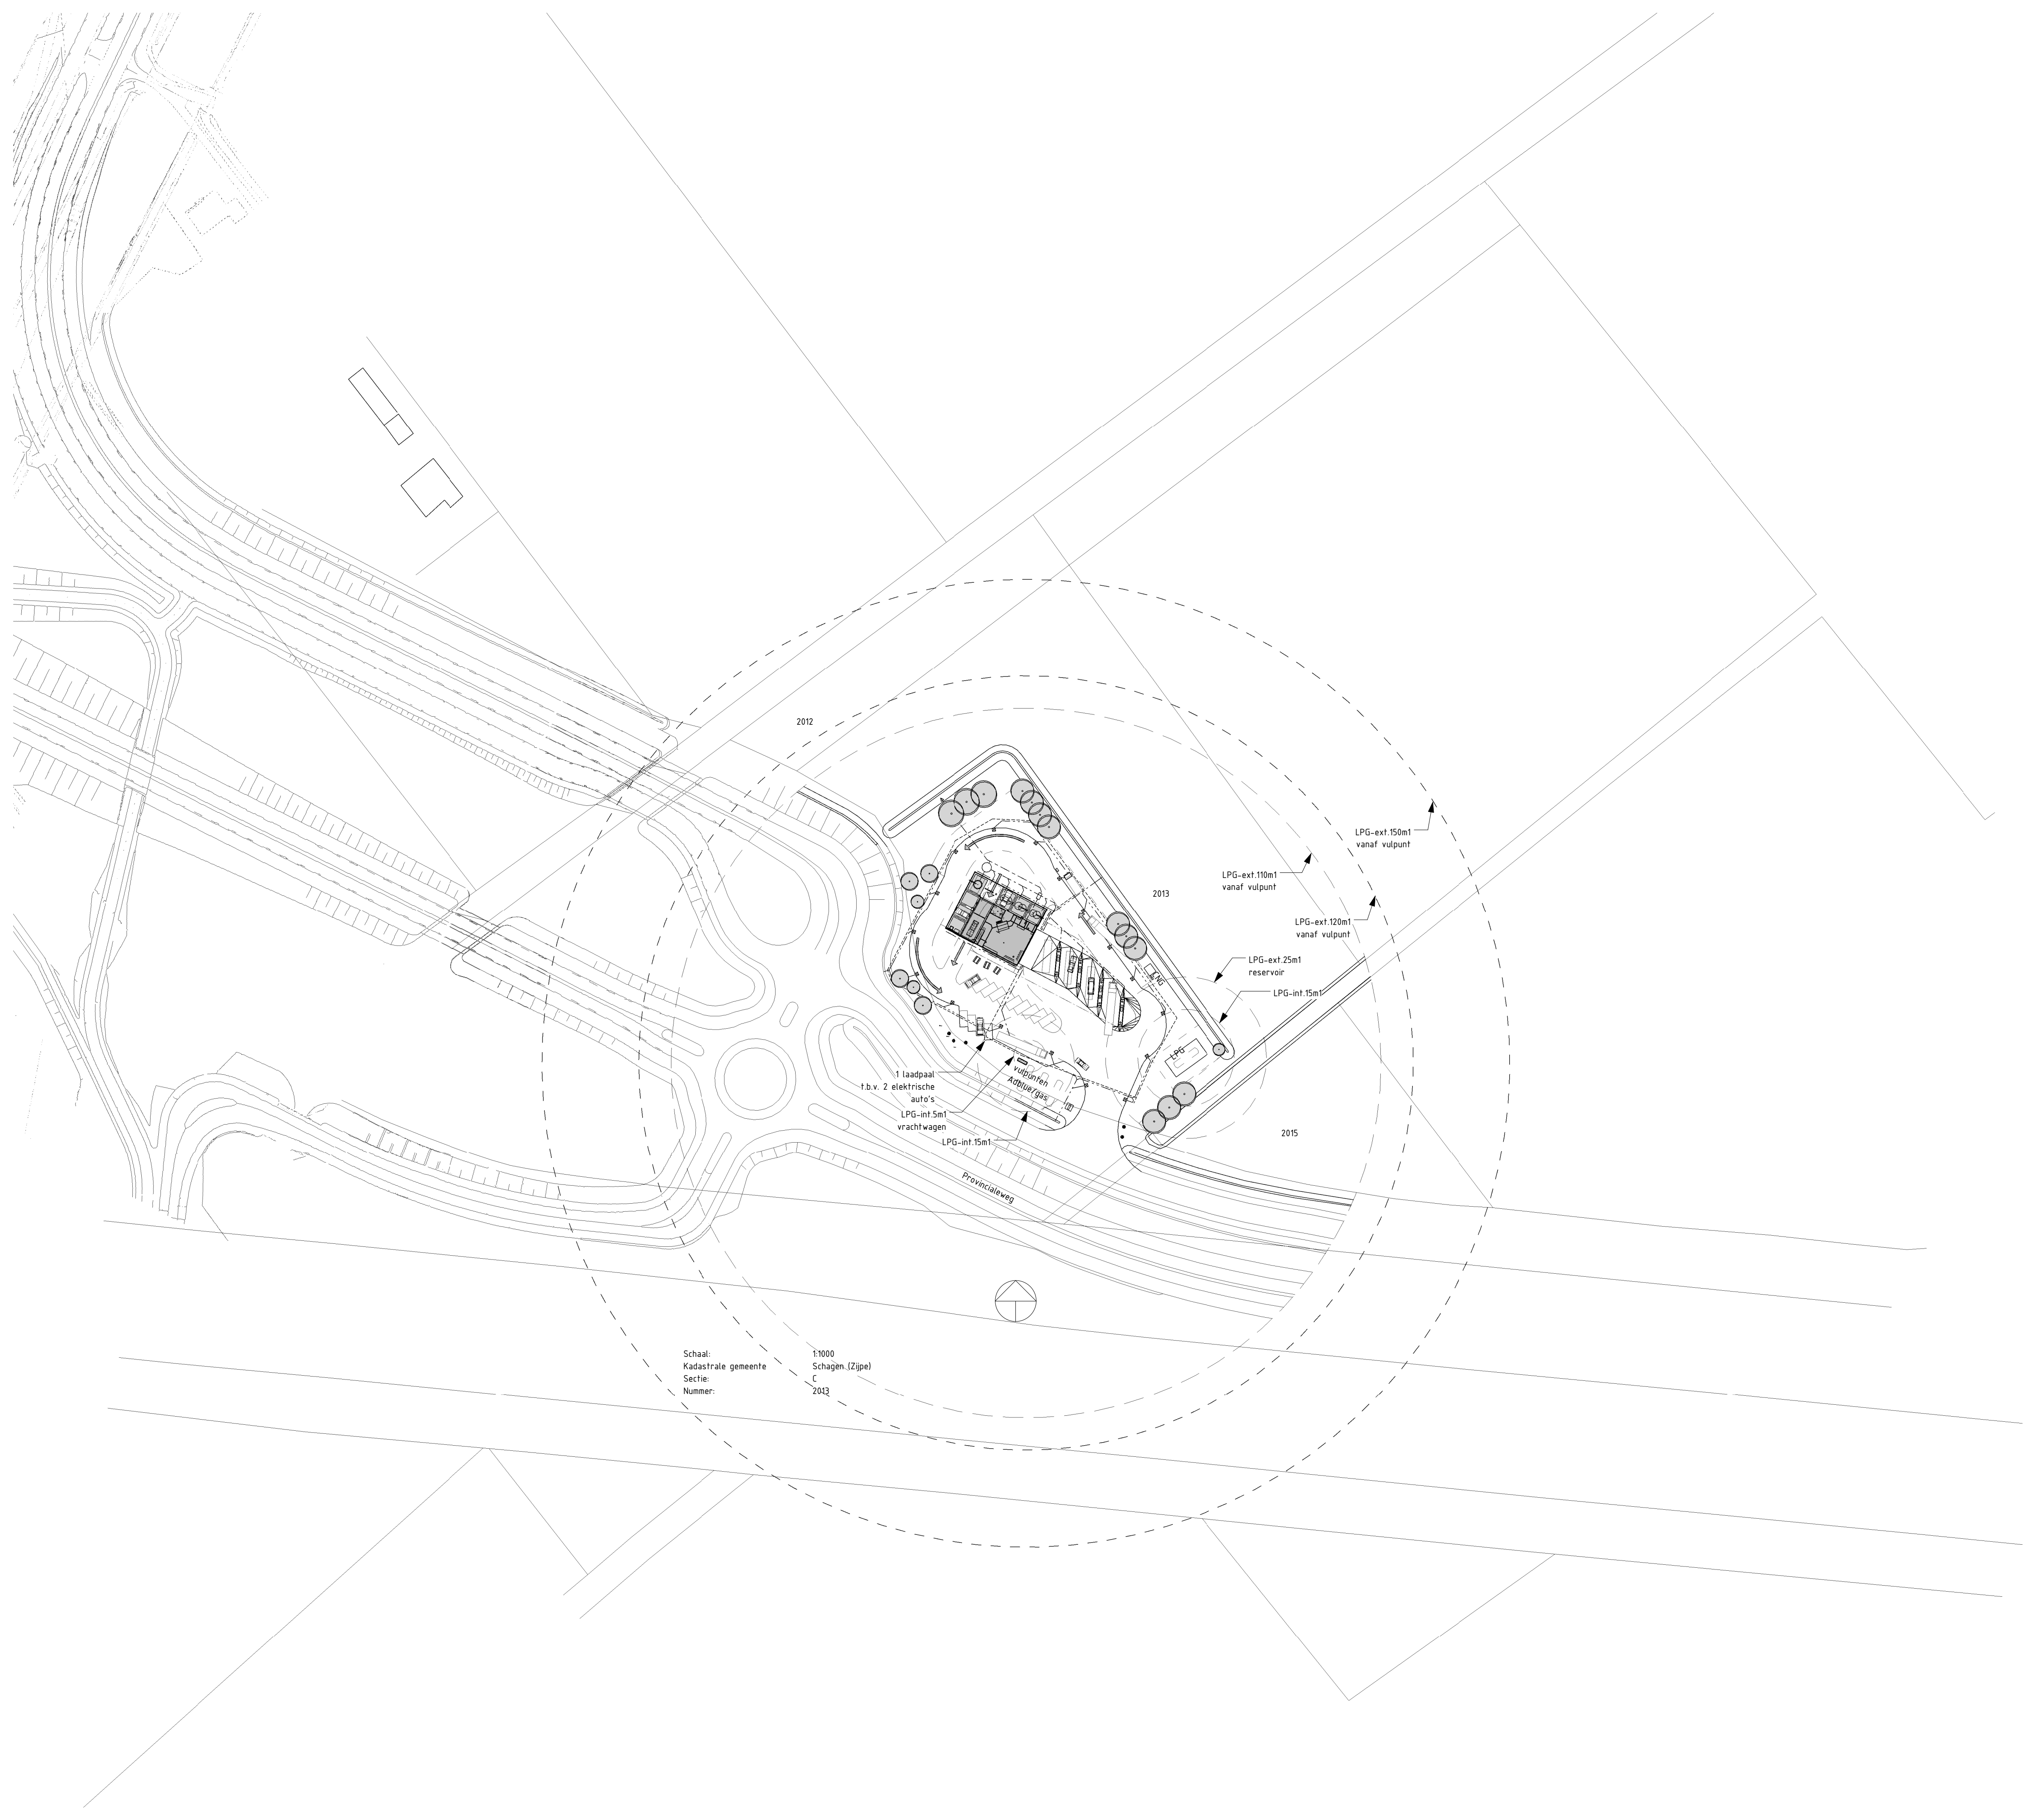 2012
LPG-ext.150m1
vanaf vulpunt
LPG-ext.110m1
vanaf vulpunt
2013
LPG-ext.120m1
vanaf vulpunt
LPG-ext.25m1
reservoir
LPG-int.15m1
LNG
LPG
1 laadpaal
t.b.v. 2 elektrische
auto's
vulpunten
Adblue/gas
LPG-int.5m1
vrachtwagen
LPG-int.15m1
2015
Provincialeweg
Schaal: 1:1000
Kadastrale gemeente Schagen (Zijpe)
Sectie: C
Nummer: 2013